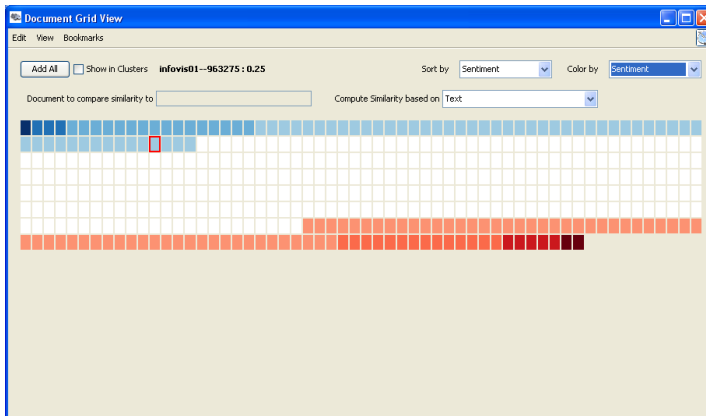 Document Grid View
Edit View Bookmarks
Add All Show in Clusters infovis01--963275 : 0.25 Sort by Sentiment Color by Sentiment
Document to compare similarity to Compute Similarity based on Text